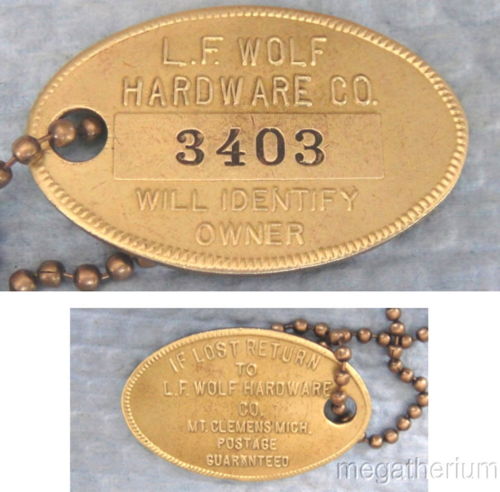 L.F. WOLF
HARDWARE CO.
3403
WILL IDENTIFY
OWNER
IF LOST RETURN
TO
L.F. WOLF HARDWARE
CO.
MT. CLEMENS MICH.
POSTAGE
GUARANTEED
megatherium